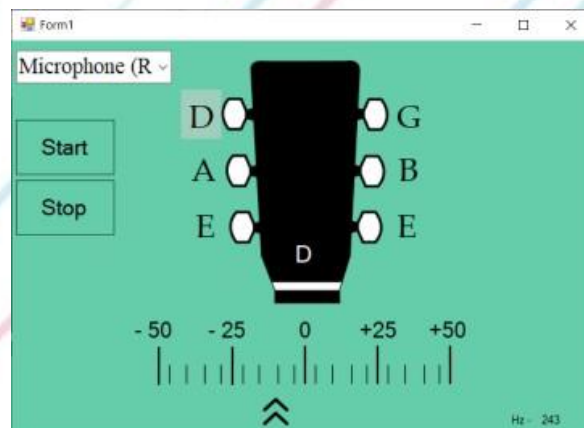 Form1
Microphone (R
D G
Start
A B
Stop
E E
D
- 50 - 25 0 +25 +50
Hz - 243